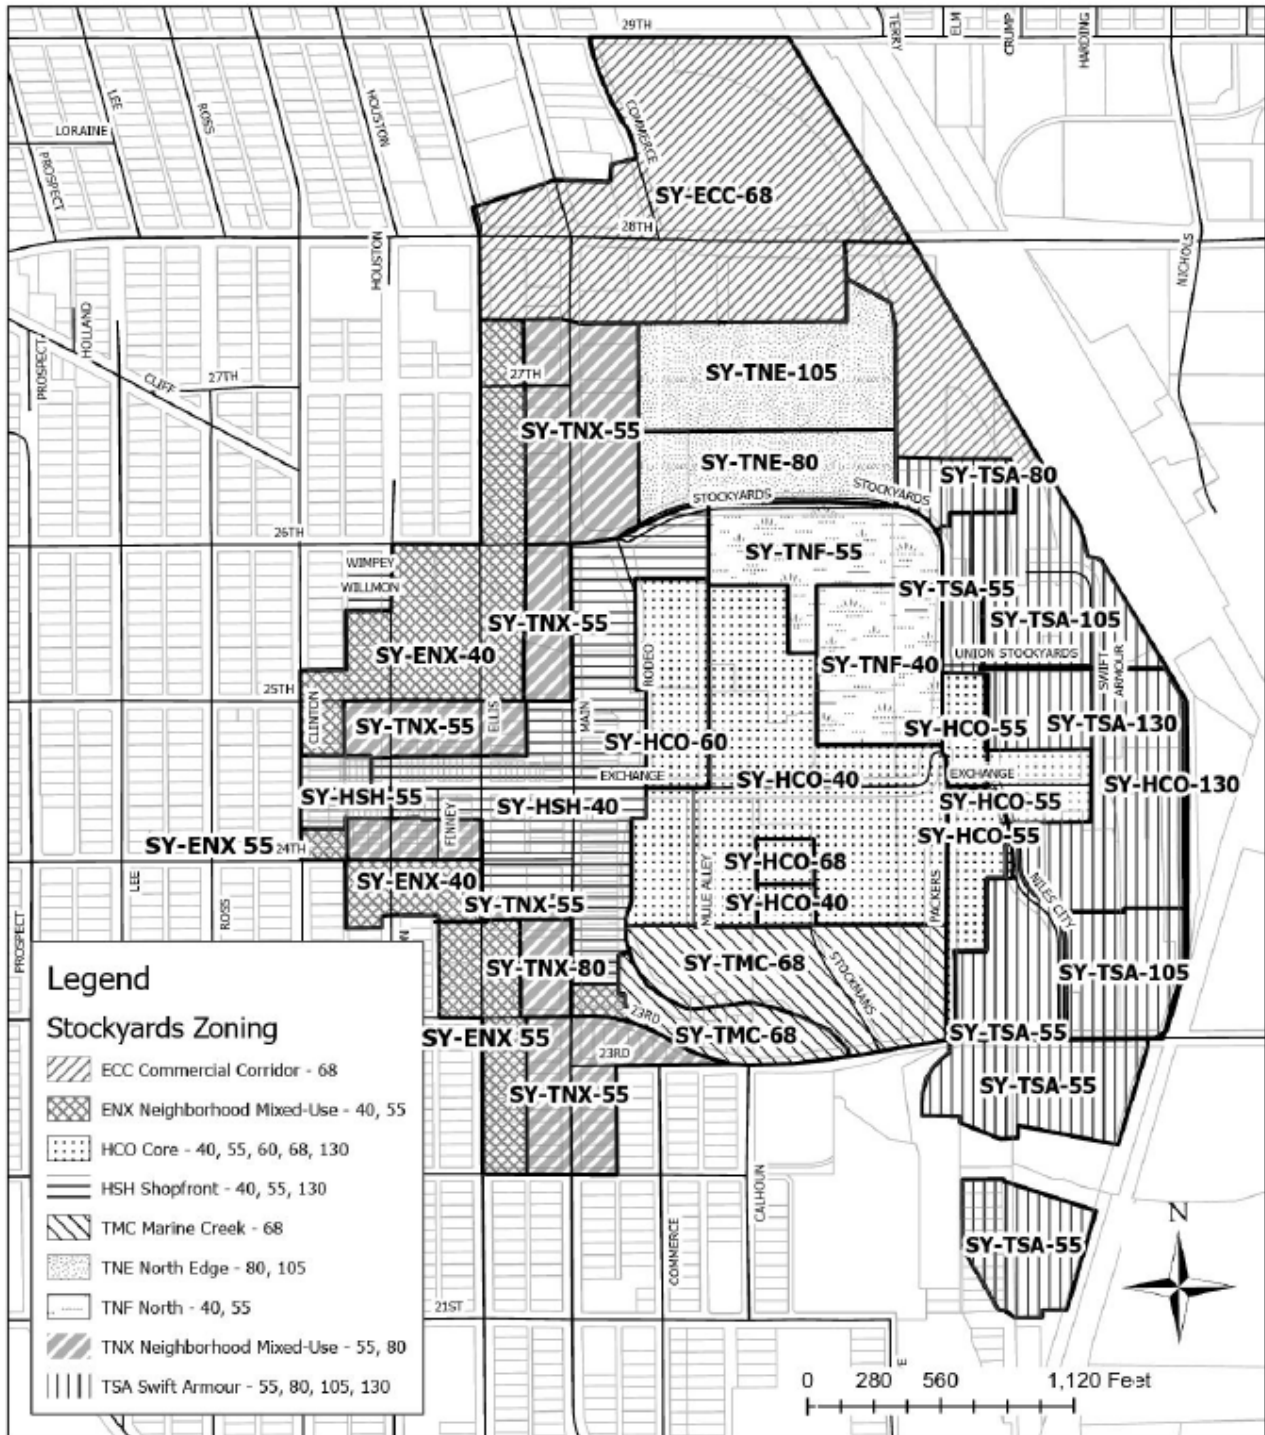 29TH
TERRY
ELM
CRUMP
HARDING
LEE
ROSS
HOUSTON
COMMERCE
LORAINE
PROSPECT
SY-ECC-68
28TH
HOUSTON
NICHOLS
HOLLAND
PROSPECT
CLIFF
27TH
27TH
SY-TNE-105
SY-TNX-55
SY-TNE-80
SY-TSA-80
STOCKYARDS
STOCKYARDS
26TH
WIMPEY
WILLMON
SY-TNF-55
SY-TSA-55
SY-TNX-55
SY-TSA-105
SY-ENX-40
SY-TNF-40
UNION STOCKYARDS
RODEO
SWIFT
ARMOUR
25TH
CLINTON
SY-TNX-55
ELLIS
MAIN
SY-HCO-60
SY-HCO-55
SY-TSA-130
EXCHANGE
SY-HCO-40
EXCHANGE
SY-HCO-130
SY-HSH-55
SY-HSH-40
SY-HCO-55
FINNEY
SY-HCO-55
SY-ENX 55
24TH
SY-HCO-68
LEE
ROSS
SY-ENX-40
SY-TNX-55
MULE ALLEY
SY-HCO-40
PACKERS
NILES CITY
PROSPECT
ON
SY-TNX-80
SY-TMC-68
STOCKMANS
SY-TSA-105
23RD
SY-ENX 55
23RD
SY-TMC-68
SY-TSA-55
SY-TNX-55
SY-TSA-55
CALHOUN
COMMERCE
SY-TSA-55
21ST
E
N
0 280 560 1,120 Feet
Legend
Stockyards Zoning
ECC Commercial Corridor - 68
ENX Neighborhood Mixed-Use - 40, 55
HCO Core - 40, 55, 60, 68, 130
HSH Shopfront - 40, 55, 130
TMC Marine Creek - 68
TNE North Edge - 80, 105
TNF North - 40, 55
TNX Neighborhood Mixed-Use - 55, 80
TSA Swift Armour - 55, 80, 105, 130